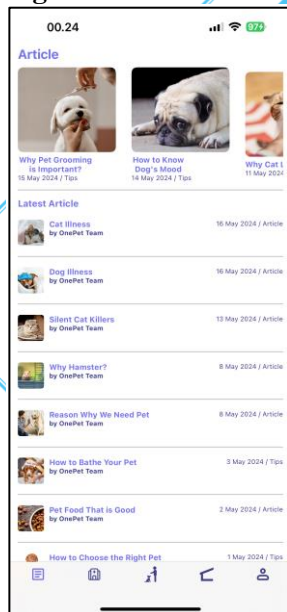 00.24
97
Article
Why Pet Grooming
is Important?
15 May 2024 / Tips
How to Know
Dog's Mood
14 May 2024 / Tips
Why Cat
11 May 202
Latest Article
Cat Illness
by OnePet Team
16 May 2024 / Article
Dog Illness
by OnePet Team
16 May 2024 / Article
Silent Cat Killers
by OnePet Team
13 May 2024 / Article
Why Hamster?
by OnePet Team
8 May 2024 / Article
Reason Why We Need Pet
by OnePet Team
8 May 2024 / Article
How to Bathe Your Pet
by OnePet Team
3 May 2024 / Tips
Pet Food That is Good
by OnePet Team
2 May 2024 / Article
How to Choose the Right Pet
1 May 2024 / Tips